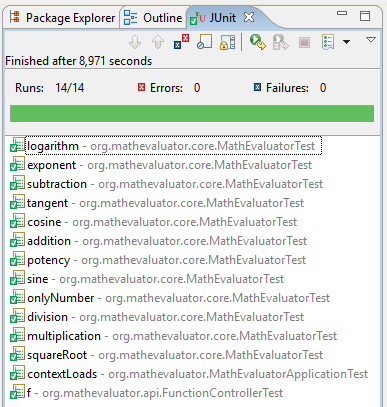 Package Explorer Outline JUnit
Finished after 8,971 seconds
Runs: 14/14 Errors: 0 Failures: 0
logarithm - org.mathevaluator.core.MathEvaluatorTest
exponent - org.mathevaluator.core.MathEvaluatorTest
subtraction - org.mathevaluator.core.MathEvaluatorTest
tangent - org.mathevaluator.core.MathEvaluatorTest
cosine - org.mathevaluator.core.MathEvaluatorTest
addition - org.mathevaluator.core.MathEvaluatorTest
potency - org.mathevaluator.core.MathEvaluatorTest
sine - org.mathevaluator.core.MathEvaluatorTest
onlyNumber - org.mathevaluator.core.MathEvaluatorTest
division - org.mathevaluator.core.MathEvaluatorTest
multiplication - org.mathevaluator.core.MathEvaluatorTest
squareRoot - org.mathevaluator.core.MathEvaluatorTest
contextLoads - org.mathevaluator.MathEvaluatorApplicationTest
f - org.mathevaluator.api.FunctionControllerTest